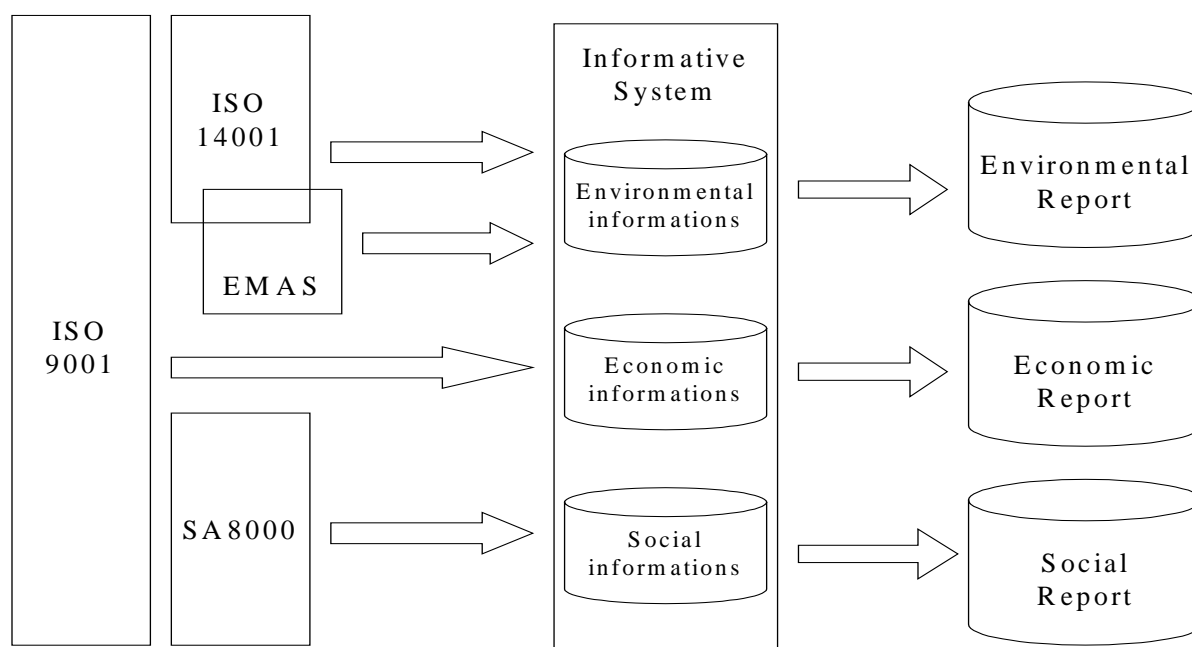 ISO
9001
ISO
14001
EMAS
SA8000
Informative
System
Environmental
informations
Economic
informations
Social
informations
Environmental
Report
Economic
Report
Social
Report